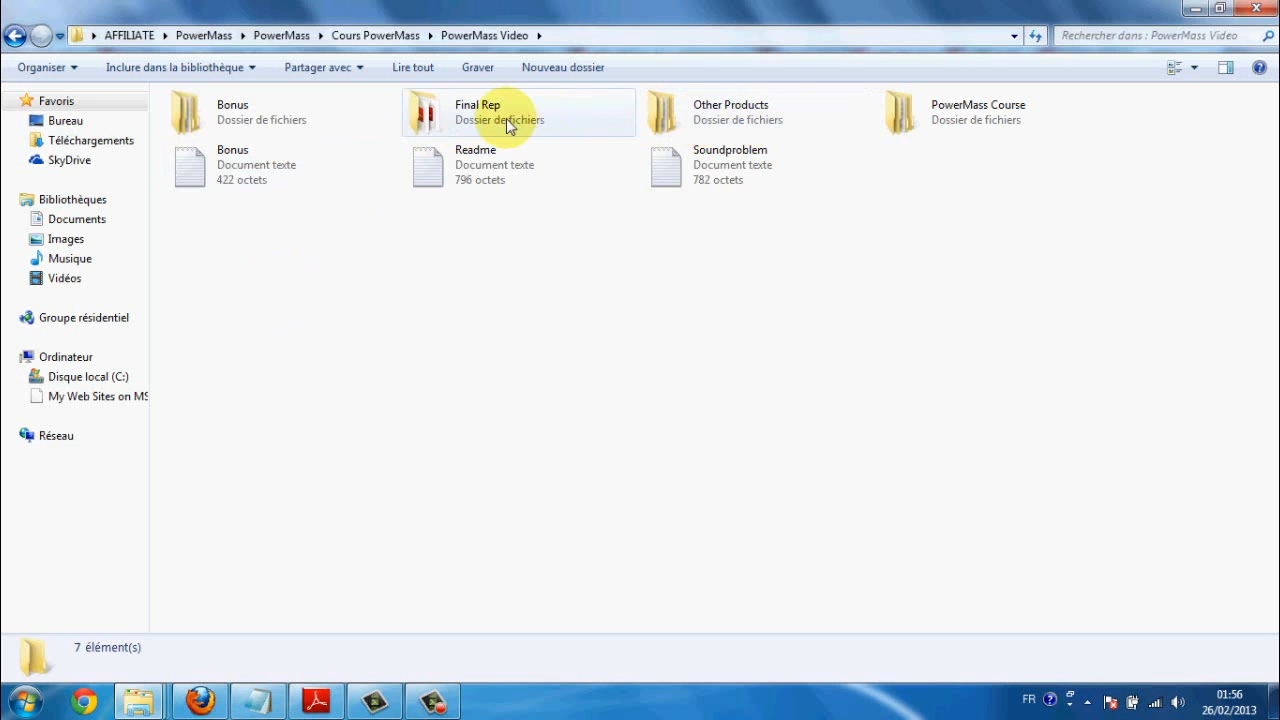 AFFILIATE PowerMass PowerMass Cours PowerMass PowerMass Video
Rechercher dans : PowerMass Video
Organiser Inclure dans la bibliothèque Partager avec Lire tout Graver Nouveau dossier
Favoris
Bureau
Téléchargements
SkyDrive
Bibliothèques
Documents
Images
Musique
Vidéos
Groupe résidentiel
Ordinateur
Disque local (C:)
My Web Sites on MS
Réseau
Bonus
Dossier de fichiers
Final Rep
Dossier de fichiers
Other Products
Dossier de fichiers
PowerMass Course
Dossier de fichiers
Bonus
Document texte
422 octets
Readme
Document texte
796 octets
Soundproblem
Document texte
782 octets
7 élément(s)
FR
01:56
26/02/2013